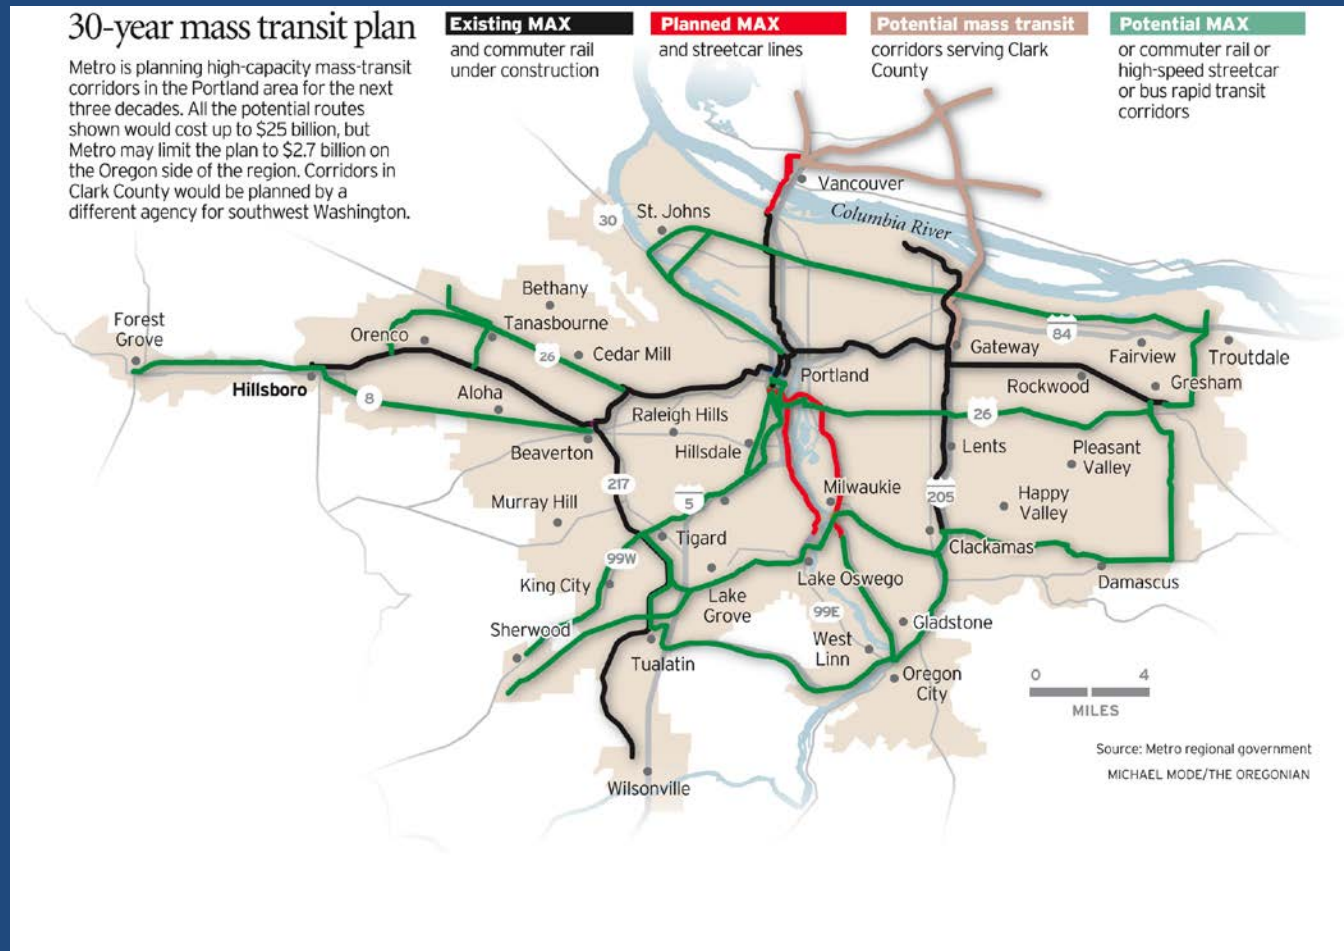 30-year mass transit plan
Metro is planning high-capacity mass-transit
corridors in the Portland area for the next
three decades. All the potential routes
shown would cost up to $25 billion, but
Metro may limit the plan to $2.7 billion on
the Oregon side of the region. Corridors in
Clark County would be planned by a
different agency for southwest Washington.
Existing MAX
and commuter rail
under construction
Planned MAX
and streetcar lines
Potential mass transit
corridors serving Clark
County
Potential MAX
or commuter rail or
high-speed streetcar
or bus rapid transit
corridors
Vancouver
Columbia River
30
St. Johns
Bethany
Tanasbourne
Forest
Grove
Orenco
26
Cedar Mill
84
Gateway
Fairview
Troutdale
Hillsboro
8
Aloha
Portland
Rockwood
Gresham
Raleigh Hills
26
Beaverton
Hillsdale
Lents
Pleasant
Valley
217
5
Milwaukie
205
Murray Hill
Happy
Valley
Tigard
Clackamas
99W
King City
Lake Oswego
Damascus
Lake
Grove
99E
Gladstone
Sherwood
West
Linn
Tualatin
Oregon
City
0
4
MILES
Source: Metro regional government
MICHAEL MODE/THE OREGONIAN
Wilsonville